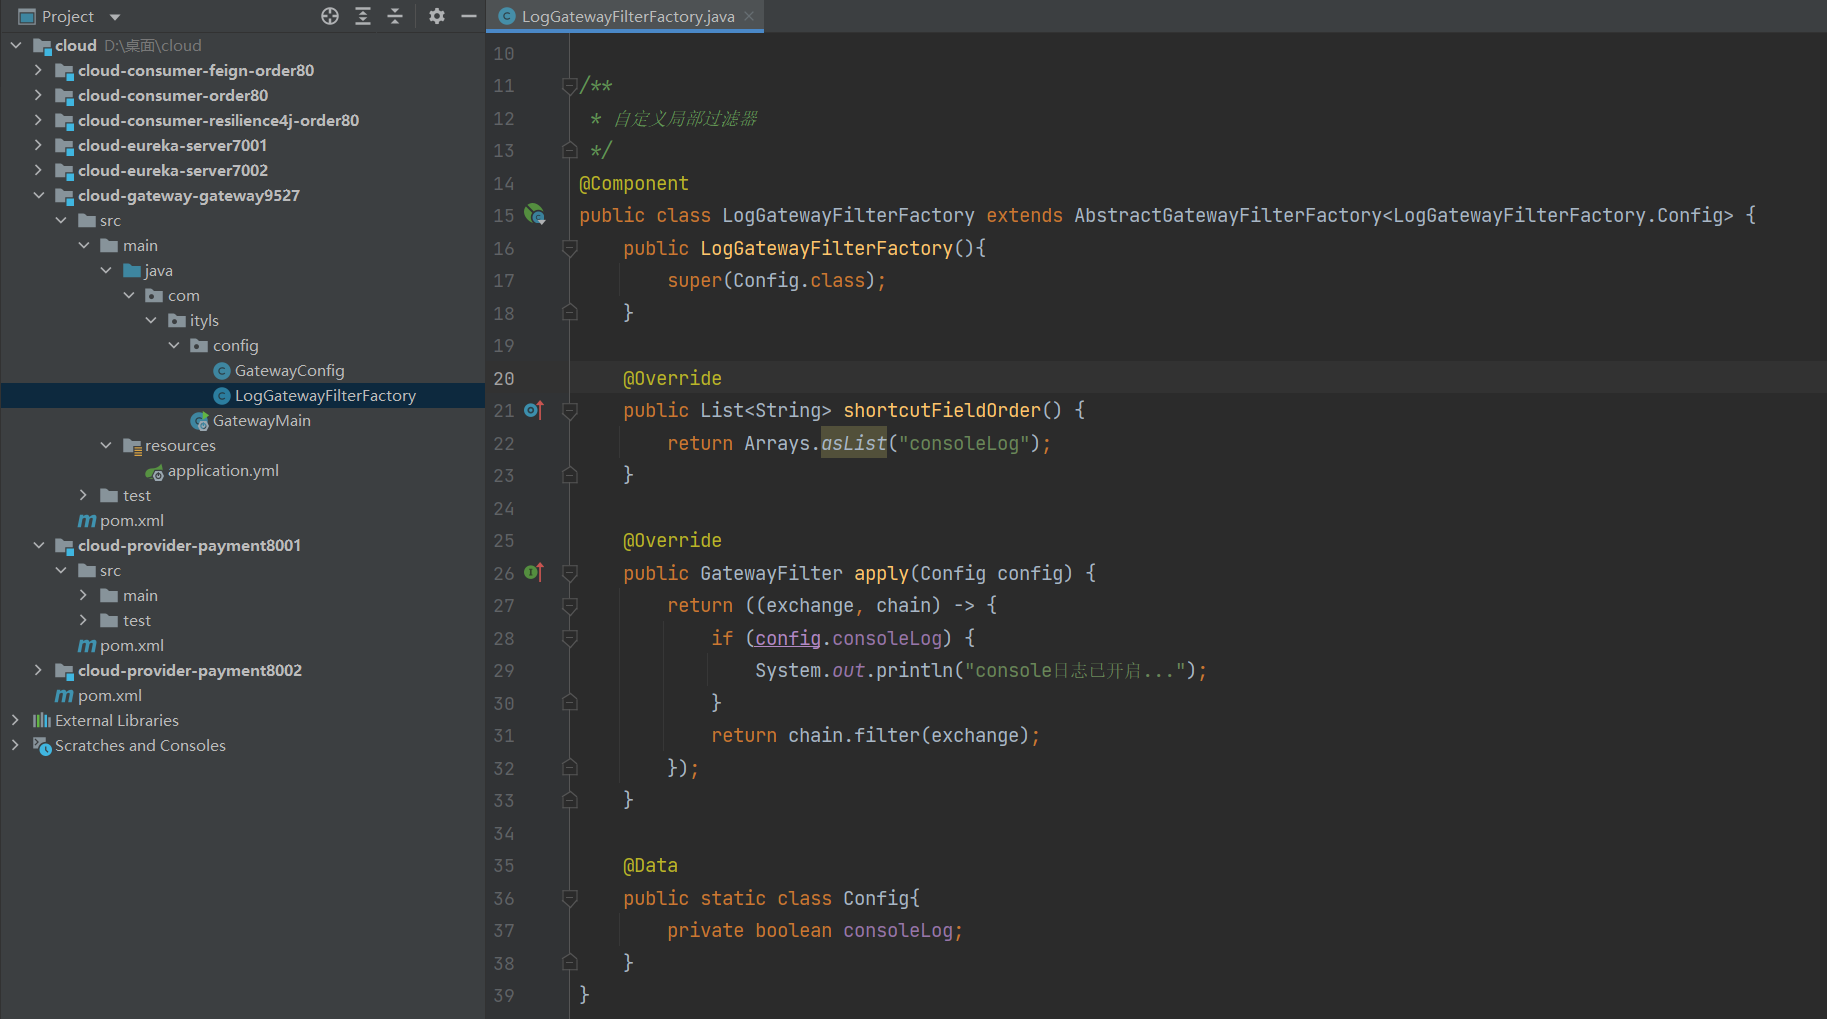 Project
cloud D:\桌面\cloud
cloud-consumer-feign-order80
cloud-consumer-order80
cloud-consumer-resilience4j-order80
cloud-eureka-server7001
cloud-eureka-server7002
cloud-gateway-gateway9527
src
main
java
com
ityls
config
GatewayConfig
LogGatewayFilterFactory
GatewayMain
resources
application.yml
test
pom.xml
cloud-provider-payment8001
src
main
test
pom.xml
cloud-provider-payment8002
pom.xml
External Libraries
Scratches and Consoles
LogGatewayFilterFactory.java
10
11 /**
12 * 自定义局部过滤器
13 */
14 @Component
15 public class LogGatewayFilterFactory extends AbstractGatewayFilterFactory<LogGatewayFilterFactory.Config> {
16 public LogGatewayFilterFactory(){
17 super(Config.class);
18 }
19
20 @Override
21 public List<String> shortcutFieldOrder() {
22 return Arrays.asList("consoleLog");
23 }
24
25 @Override
26 public GatewayFilter apply(Config config) {
27 return ((exchange, chain) -> {
28 if (config.consoleLog) {
29 System.out.println("console日志已开启...");
30 }
31 return chain.filter(exchange);
32 });
33 }
34
35 @Data
36 public static class Config{
37 private boolean consoleLog;
38 }
39 }